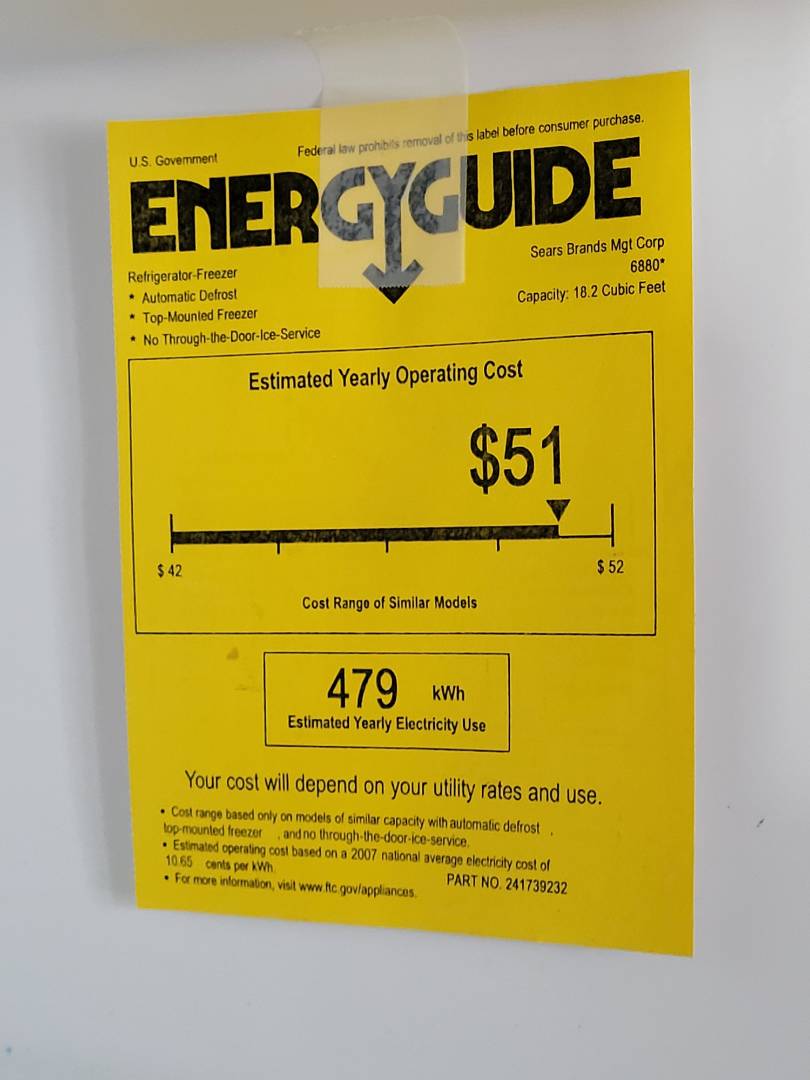 U.S. Government
Federal law prohibits removal of this label before consumer purchase.
ENERGYGUIDE
Refrigerator-Freezer
* Automatic Defrost
* Top-Mounted Freezer
* No Through-the-Door-Ice-Service
Sears Brands Mgt Corp
6880*
Capacity: 18.2 Cubic Feet
Estimated Yearly Operating Cost
$51
$ 42
$ 52
Cost Range of Similar Models
479 kWh
Estimated Yearly Electricity Use
Your cost will depend on your utility rates and use.
• Cost range based only on models of similar capacity with automatic defrost ,
top-mounted freezer , and no through-the-door-ice-service.
• Estimated operating cost based on a 2007 national average electricity cost of
10.65 cents per kWh.
• For more information, visit www.ftc.gov/appliances.
PART NO. 241739232